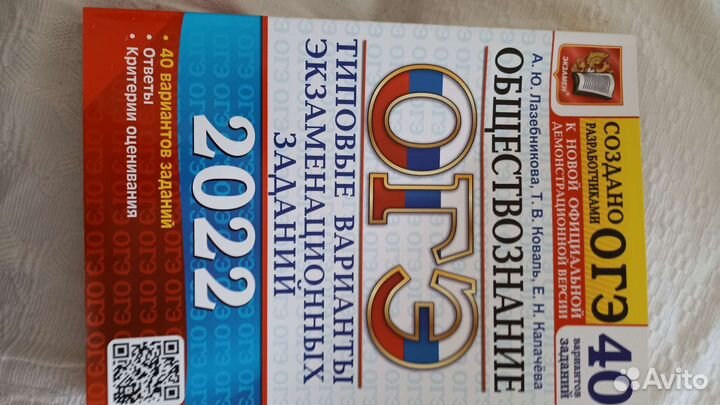 ЭКЗАМЕН®
СОЗДАНО
РАЗРАБОТЧИКАМИ
ОГЭ
К НОВОЙ ОФИЦИАЛЬНОЙ
ДЕМОНСТРАЦИОННОЙ ВЕРСИИ
40
вариантов
заданий
А. Ю. Лазебникова, Т. В. Коваль, Е. Н. Калачёва
ОБЩЕСТВОЗНАНИЕ
ОГЭ
ТИПОВЫЕ ВАРИАНТЫ
ЭКЗАМЕНАЦИОННЫХ
ЗАДАНИЙ
2022
• 40 вариантов заданий
• Ответы
• Критерии оценивания
Avito